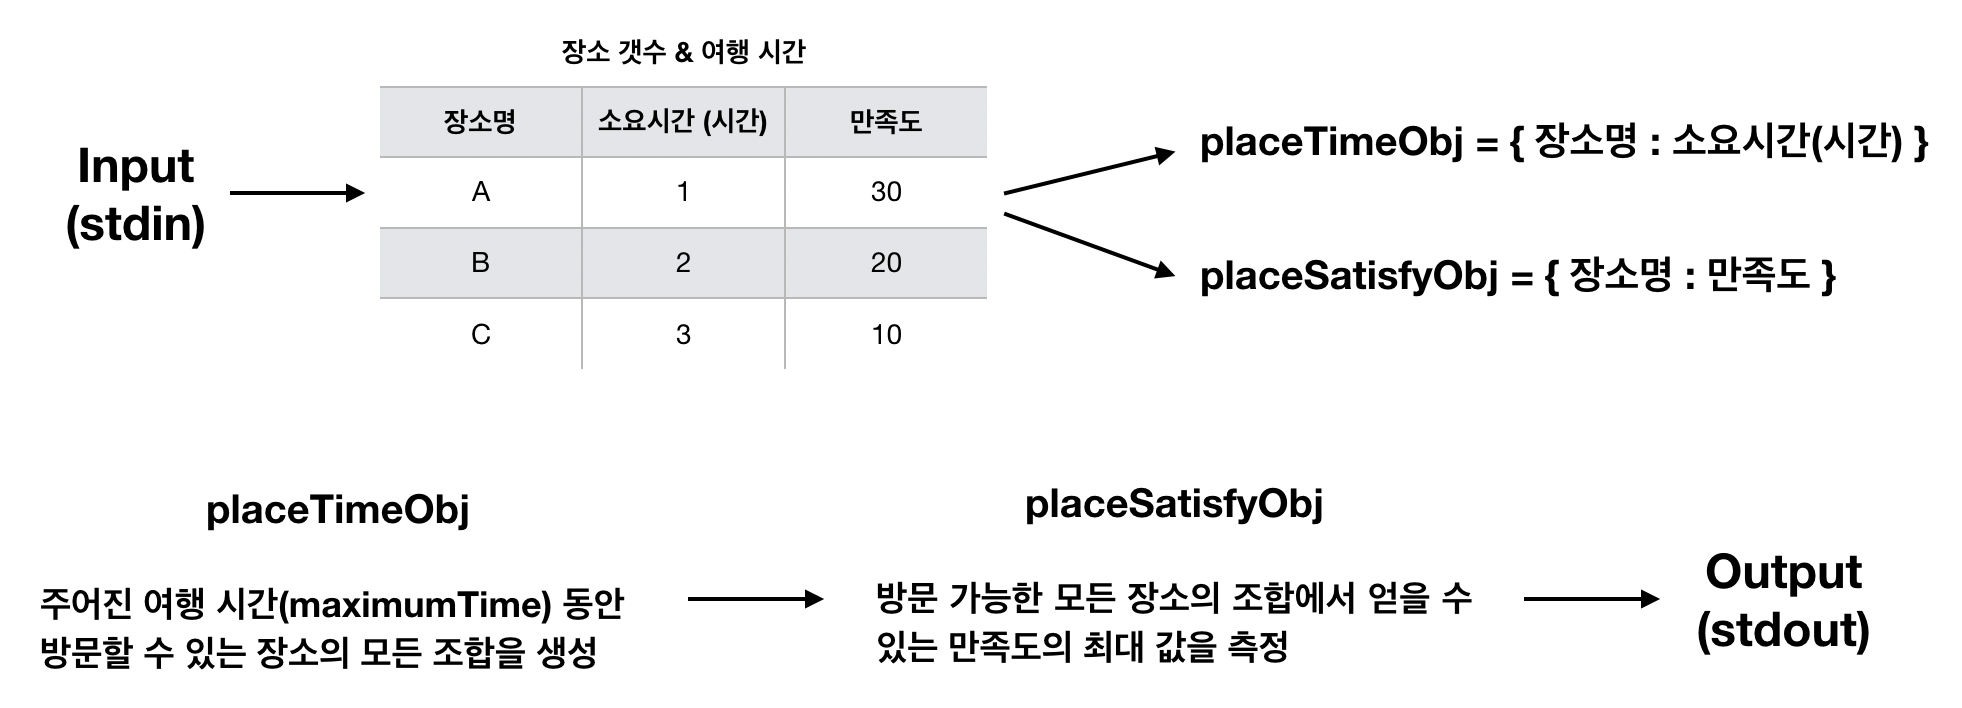 장소 갯수 & 여행 시간
Input
(stdin)
장소명 소요시간 (시간) 만족도
A 1 30
B 2 20
C 3 10
placeTimeObj = { 장소명 : 소요시간(시간) }
placeSatisfyObj = { 장소명 : 만족도 }
placeTimeObj
주어진 여행 시간(maximumTime) 동안
방문할 수 있는 장소의 모든 조합을 생성
placeSatisfyObj
방문 가능한 모든 장소의 조합에서 얻을 수
있는 만족도의 최대 값을 측정
Output
(stdout)